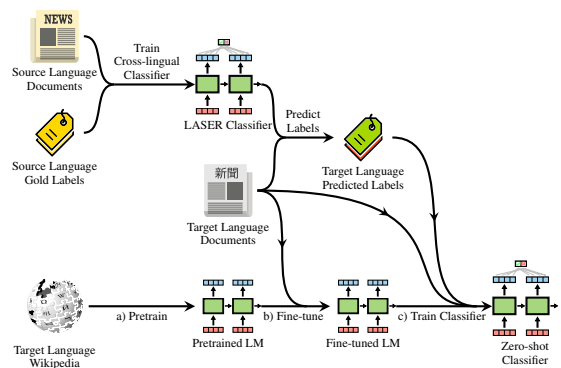 NEWS
Source Language
Documents
Train
Cross-lingual
Classifier
LASER Classifier
Source Language
Gold Labels
Predict
Labels
Target Language
Predicted Labels
新聞
Target Language
Documents
Target Language
Wikipedia
a) Pretrain
Pretrained LM
b) Fine-tune
Fine-tuned LM
c) Train Classifier
Zero-shot
Classifier